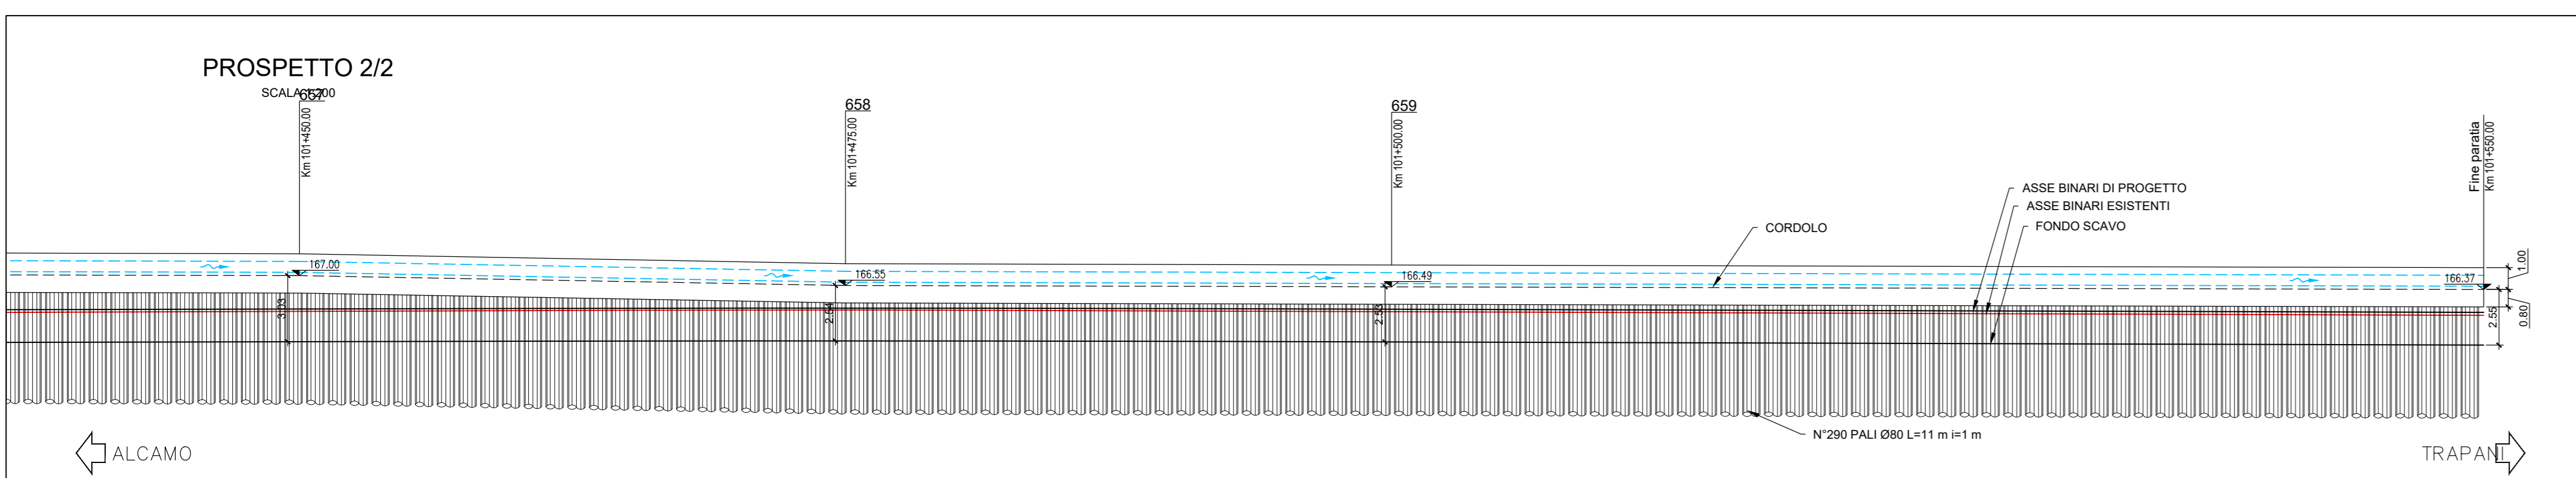 PROSPETTO 2/2
SCALA 1:200
657
Km 101+450.00
658
Km 101+475.00
659
Km 101+500.00
Fine paratia
Km 101+550.00
ASSE BINARI DI PROGETTO
ASSE BINARI ESISTENTI
FONDO SCAVO
CORDOLO
167.00
166.55
166.49
166.37
1.00
0.80
3.03
2.54
2.53
2.55
N°290 PALI Ø80 L=11 m i=1 m
ALCAMO
TRAPANI